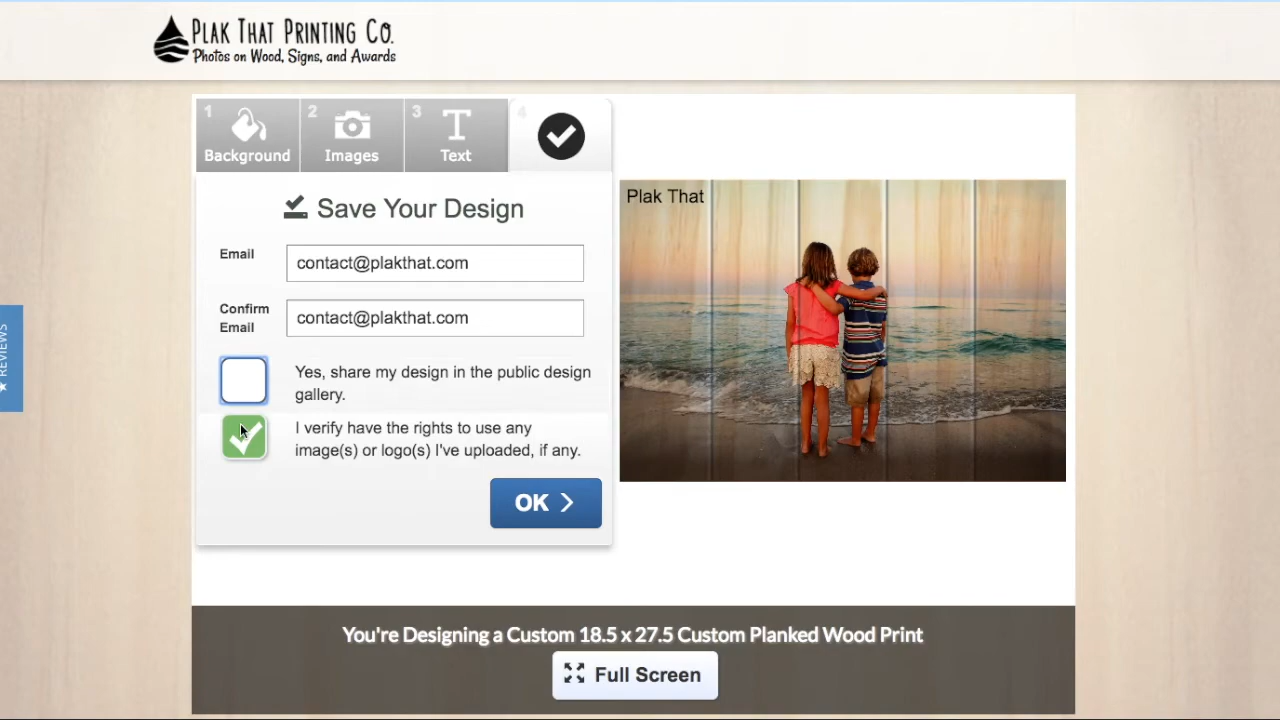 PLAK THAT PRINTING CO.
Photos on Wood, Signs, and Awards
1
Background
2
Images
3
Text
4
Save Your Design
Email
contact@plakthat.com
Confirm
Email
contact@plakthat.com
Yes, share my design in the public design
gallery.
I verify have the rights to use any
image(s) or logo(s) I've uploaded, if any.
OK
Plak That
★ REVIEWS
You're Designing a Custom 18.5 x 27.5 Custom Planked Wood Print
Full Screen